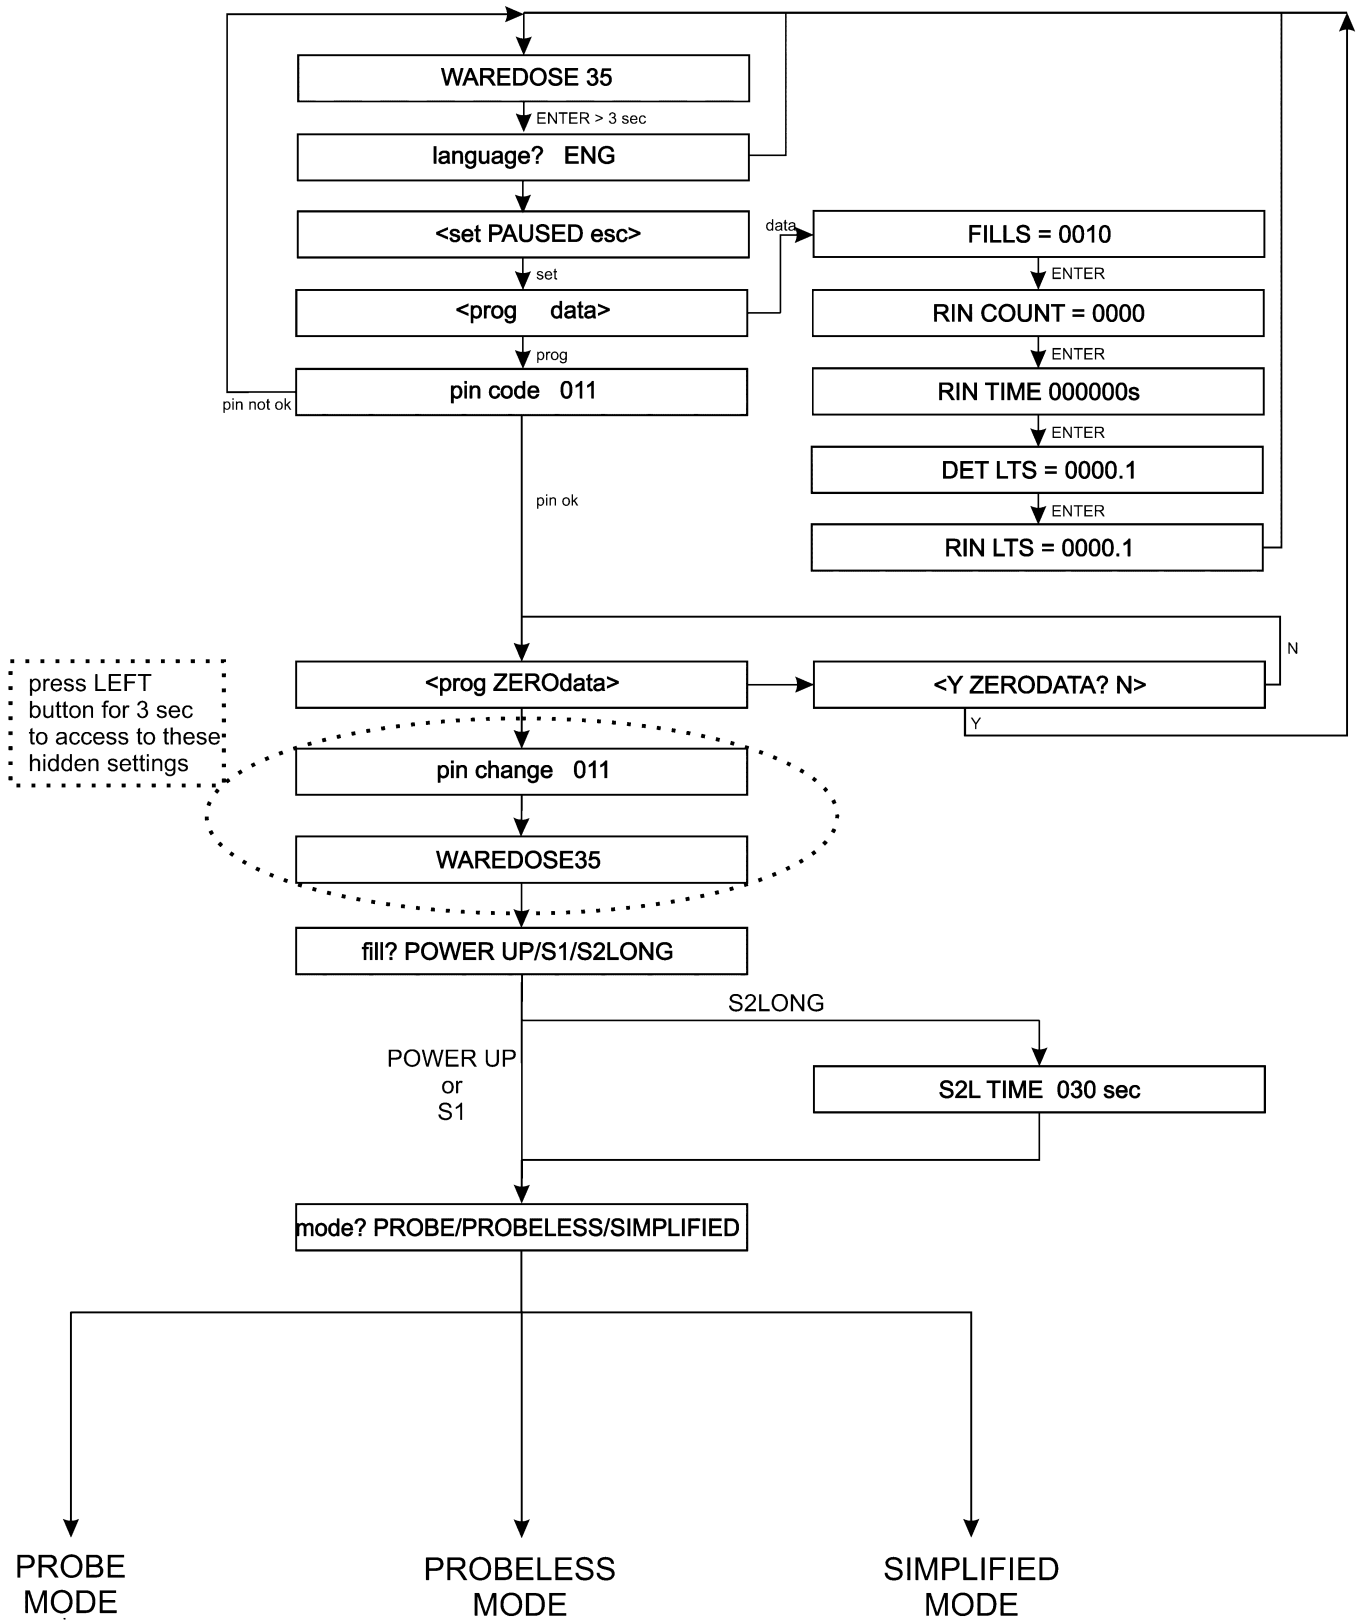 WAREDOSE 35
ENTER > 3 sec
language? ENG
<set PAUSED esc>
data
FILLS = 0010
set
ENTER
<prog data>
RIN COUNT = 0000
prog
ENTER
pin code 011
RIN TIME 000000s
pin not ok
ENTER
DET LTS = 0000.1
pin ok
ENTER
RIN LTS = 0000.1
N
<prog ZEROdata>
<Y ZERODATA? N>
Y
press LEFT
button for 3 sec
to access to these
hidden settings
pin change 011
WAREDOSE35
fill? POWER UP/S1/S2LONG
S2LONG
POWER UP
or
S1
S2L TIME 030 sec
mode? PROBE/PROBELESS/SIMPLIFIED
PROBE
MODE
PROBELESS
MODE
SIMPLIFIED
MODE